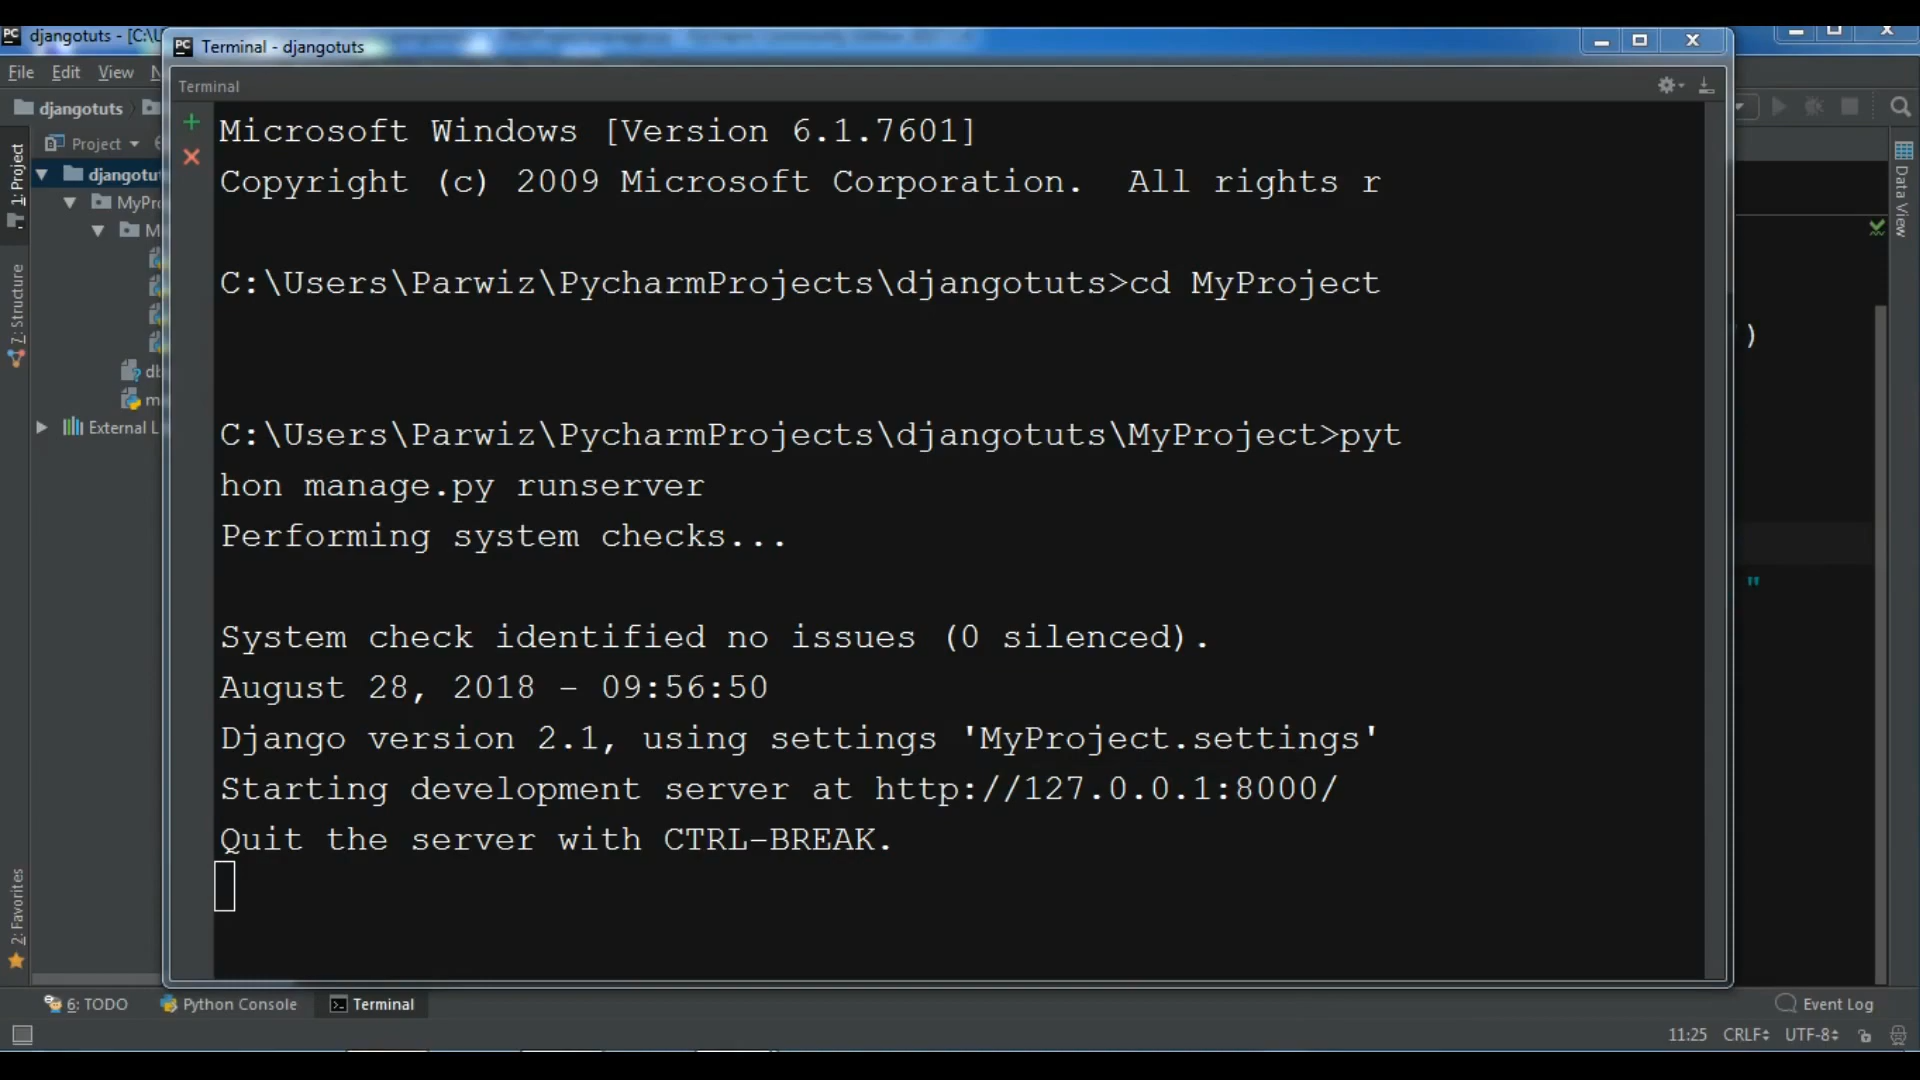 djangotuts - [C:\U
Terminal - djangotuts
File Edit View N
Terminal
djangotuts
Project
djangotut
MyPro
M
db
m
External L
1: Project
7: Structure
2: Favorites
Data View
Microsoft Windows [Version 6.1.7601]
Copyright (c) 2009 Microsoft Corporation.  All rights r
C:\Users\Parwiz\PycharmProjects\djangotuts>cd MyProject
)
C:\Users\Parwiz\PycharmProjects\djangotuts\MyProject>pyt
hon manage.py runserver
Performing system checks...
"
System check identified no issues (0 silenced).
August 28, 2018 - 09:56:50
Django version 2.1, using settings 'MyProject.settings'
Starting development server at http://127.0.0.1:8000/
Quit the server with CTRL-BREAK.
6: TODO Python Console Terminal Event Log
11:25 CRLF UTF-8